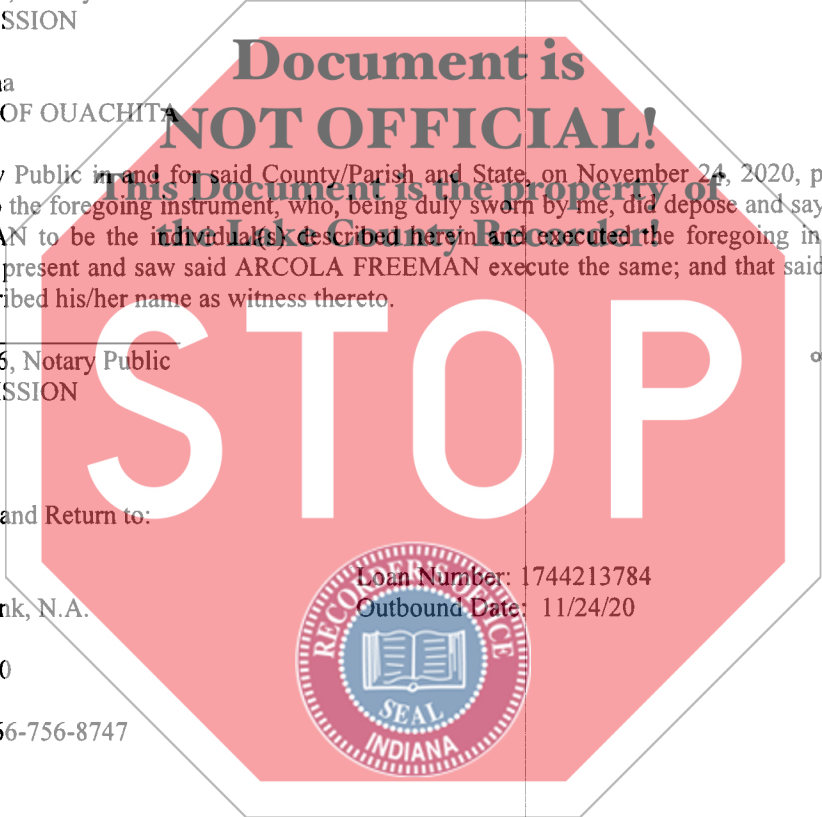 SSION
Document is
NOT OFFICIAL!
This Document is the property of
the Lake County Recorder!
OF OUACHITA
Public in and for said County/Parish and State, on November 24, 2020, p
the foregoing instrument, who, being duly sworn by me, did depose and say
AN to be the individual(s) described herein and executed the foregoing in
present and saw said ARCOLA FREEMAN execute the same; and that said
ribed his/her name as witness thereto.
, Notary Public
SSION
STOP
and Return to:
Loan Number: 1744213784
nk, N.A.
Outbound Date: 11/24/20
0
6-756-8747
RECORDER'S OFFICE
SEAL
INDIANA